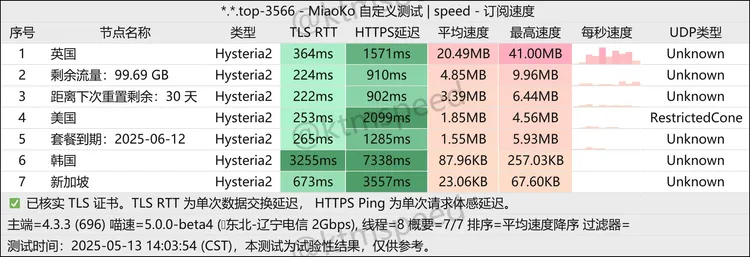 *.*.top-3566 - MiaoKo 自定义测试 | speed - 订阅速度
序号 节点名称 类型 TLS RTT HTTPS延迟 平均速度 最高速度 每秒速度 UDP类型
1 英国 Hysteria2 364ms 1571ms 20.49MB 41.00MB Unknown
2 剩余流量：99.69 GB Hysteria2 224ms 910ms 4.85MB 9.96MB Unknown
3 距离下次重置剩余：30 天 Hysteria2 222ms 902ms 3.39MB 6.44MB Unknown
4 美国 Hysteria2 253ms 2099ms 1.85MB 4.56MB RestrictedCone
5 套餐到期：2025-06-12 Hysteria2 265ms 1285ms 1.55MB 5.93MB Unknown
6 韩国 Hysteria2 3255ms 7338ms 87.96KB 257.03KB Unknown
7 新加坡 Hysteria2 673ms 3557ms 23.06KB 67.60KB Unknown
✅ 已核实 TLS 证书。TLS RTT 为单次数据交换延迟， HTTPS Ping 为单次请求体感延迟。
主端=4.3.3 (696) 喵速=5.0.0-beta4 (东北-辽宁电信 2Gbps), 线程=8 概要=7/7 排序=平均速度降序 过滤器=
测试时间：2025-05-13 14:03:54 (CST)，本测试为试验性结果，仅供参考。
@ktmspeed